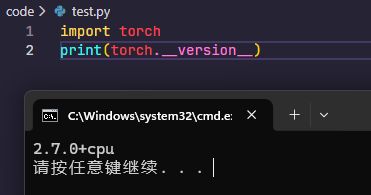 code > test.py
1 import torch
2 print(torch.__version__)
C:\Windows\system32\cmd.e
2.7.0+cpu
请按任意键继续. . .